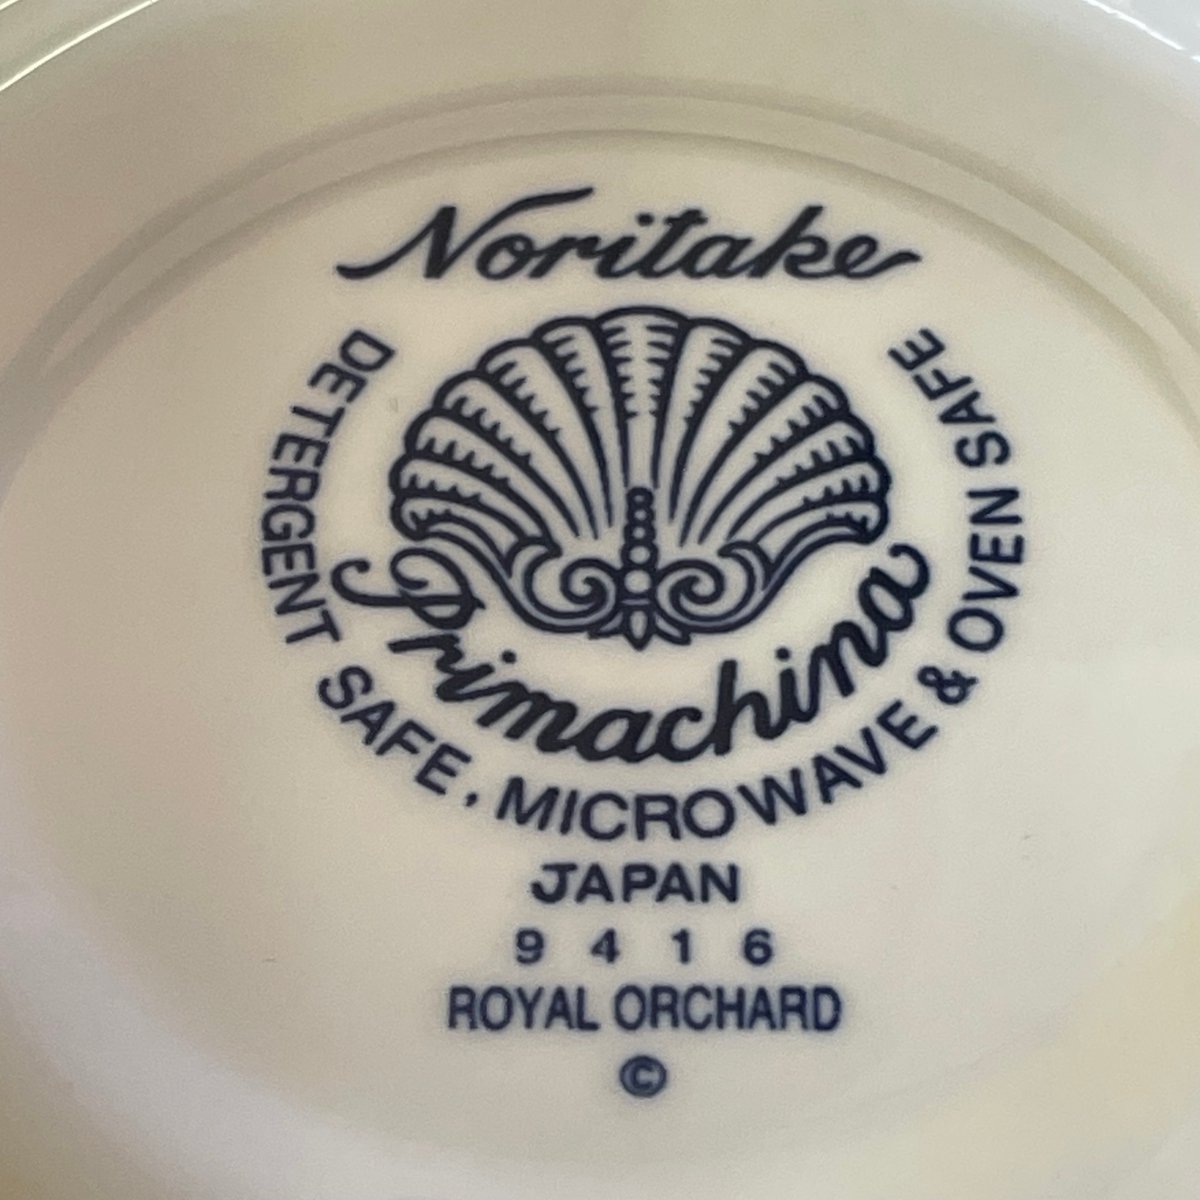 Noritake
Primachina
DETERGENT SAFE, MICROWAVE & OVEN SAFE
JAPAN
9416
ROYAL ORCHARD
©